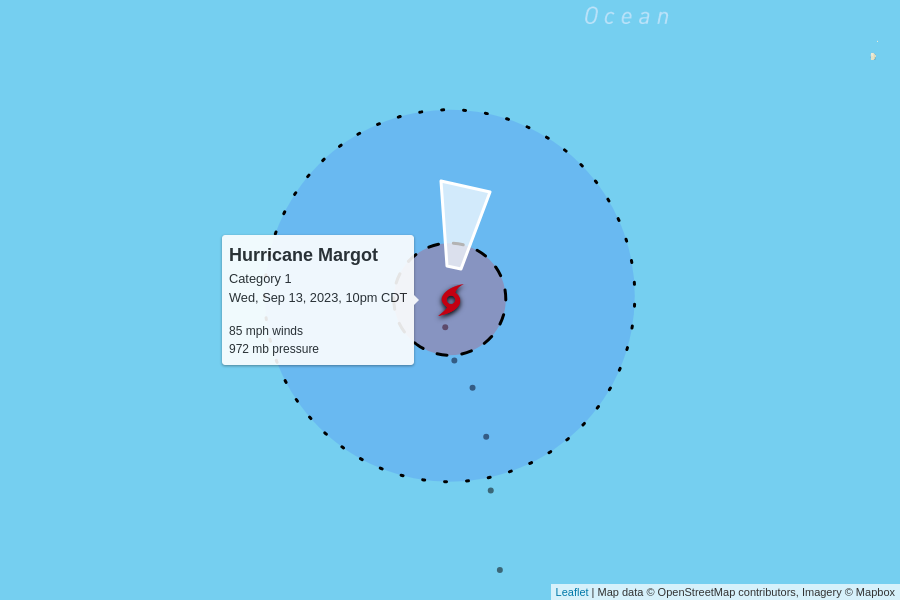 Ocean
Hurricane Margot
Category 1
Wed, Sep 13, 2023, 10pm CDT
85 mph winds
972 mb pressure
Leaflet | Map data © OpenStreetMap contributors, Imagery © Mapbox